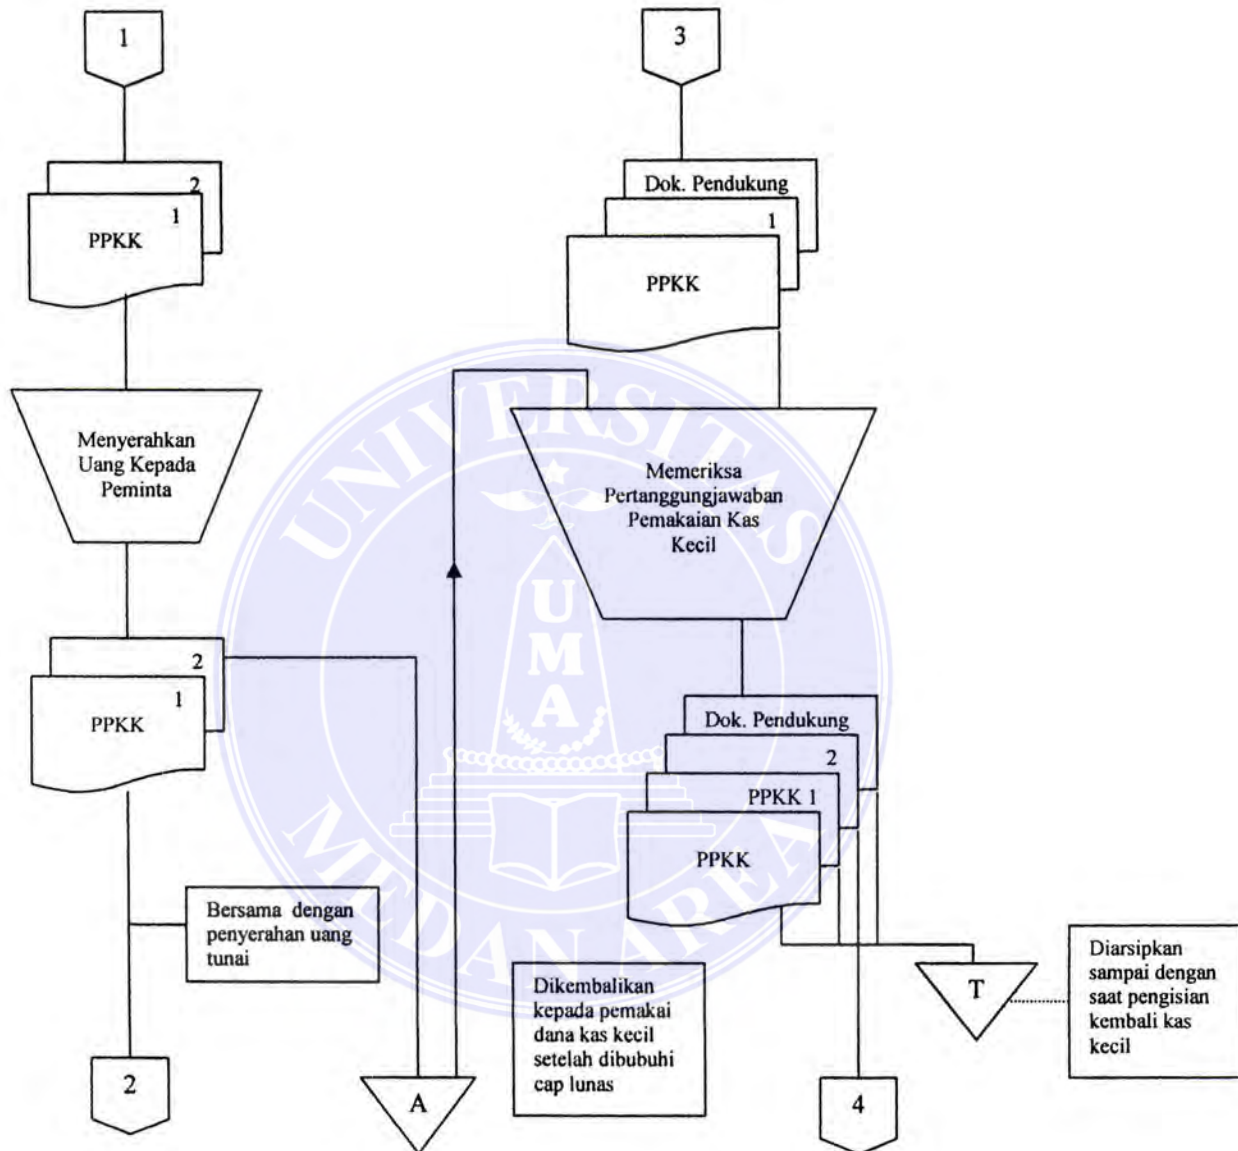 1
2
1
PPKK
Menyerahkan
Uang Kepada
Peminta
2
1
PPKK
Bersama dengan
penyerahan uang
tunai
2
A
3
Dok. Pendukung
1
PPKK
Memeriksa
Pertanggungjawaban
Pemakaian Kas
Kecil
Dok. Pendukung
2
PPKK 1
PPKK
Dikembalikan
kepada pemakai
dana kas kecil
setelah dibubuhi
cap lunas
4
T
Diarsipkan
sampai dengan
saat pengisian
kembali kas
kecil
UNIVERSITAS
UMA
MEDAN AREA